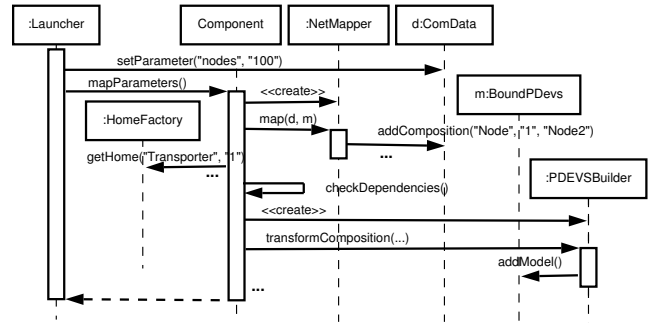 :Launcher
Component
:NetMapper
d:ComData
setParameter("nodes", "100")
mapParameters()
<<create>>
m:BoundPDevs
:HomeFactory
map(d, m)
addComposition("Node", "1", "Node2")
...
getHome("Transporter", "1")
...
:PDEVSBuilder
checkDependencies()
<<create>>
transformComposition(...)
addModel()
...